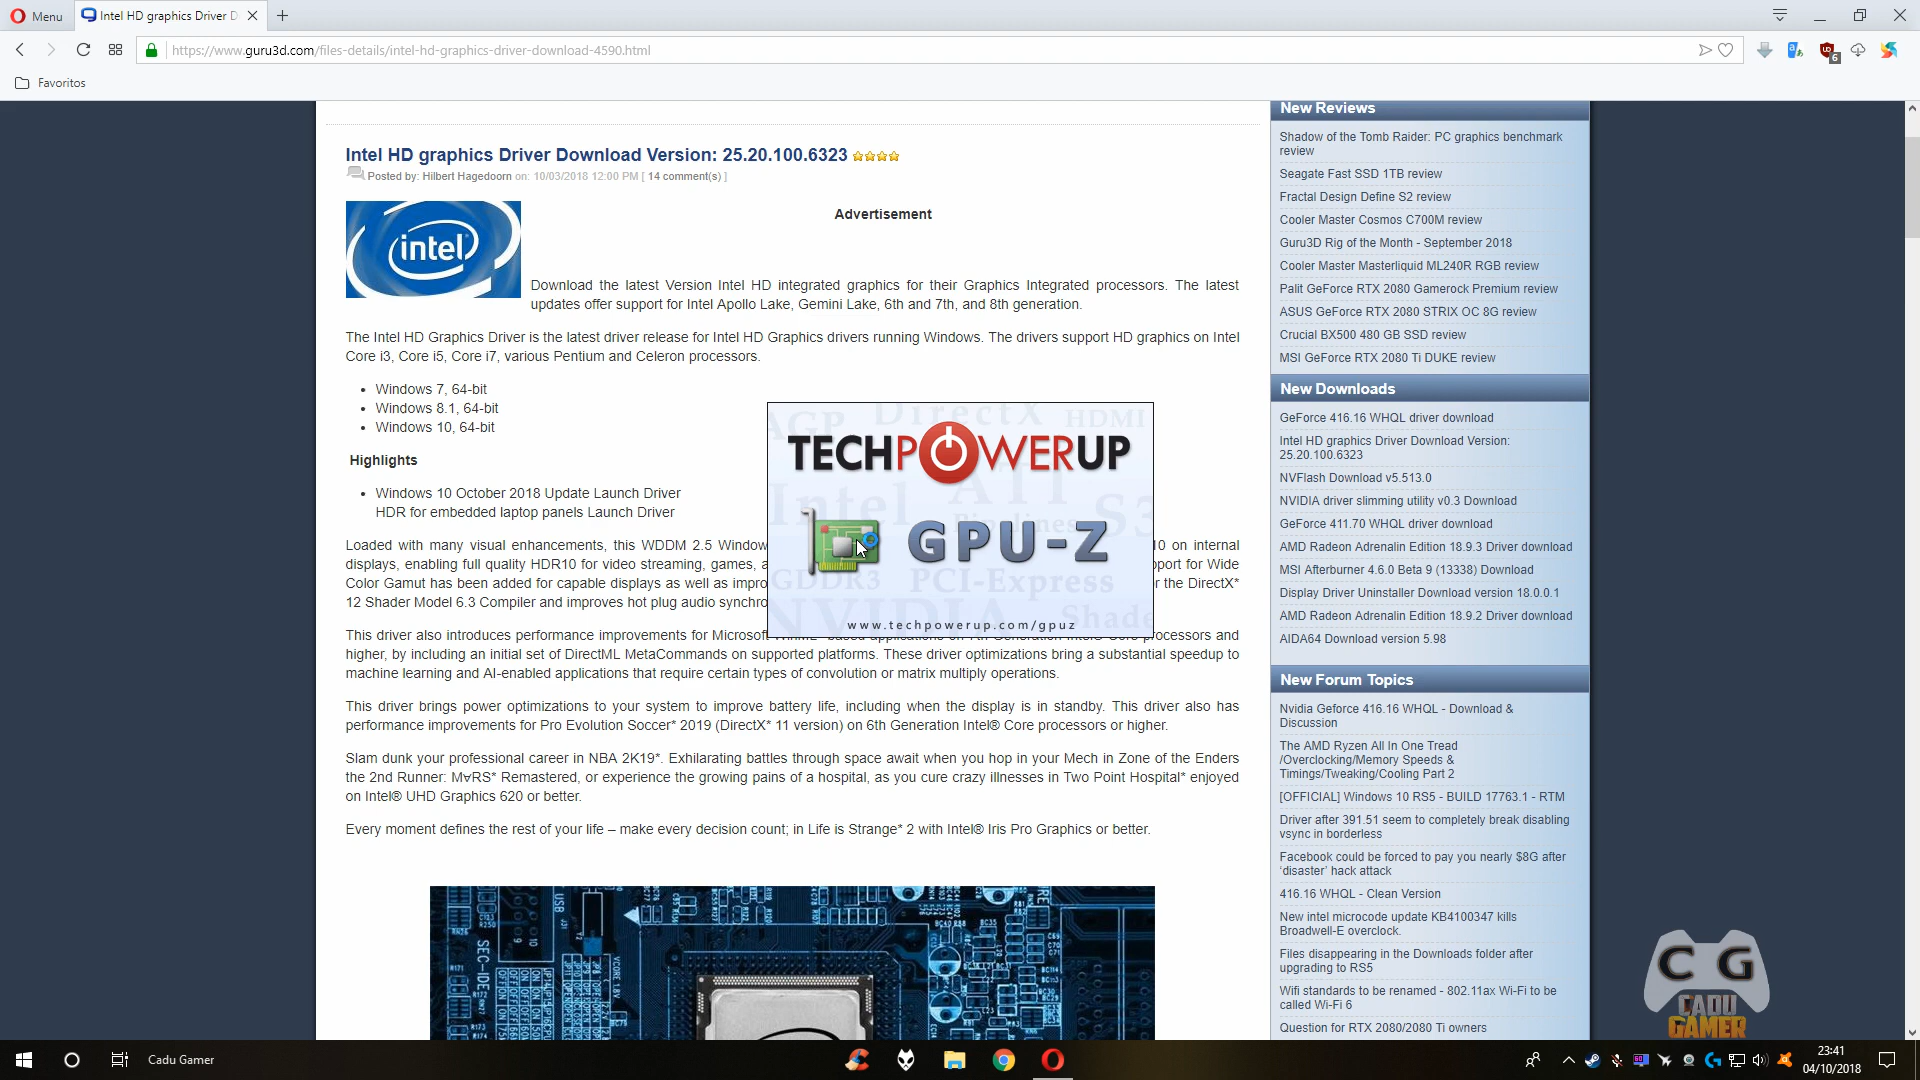 Menu
Intel HD graphics Driver D
https://www.guru3d.com/files-details/intel-hd-graphics-driver-download-4590.html
6
Favoritos
Intel HD graphics Driver Download Version: 25.20.100.6323
Posted by: Hilbert Hagedoorn on: 10/03/2018 12:00 PM [ 14 comment(s) ]
intel
Advertisement
Download the latest Version Intel HD integrated graphics for their Graphics Integrated processors. The latest
updates offer support for Intel Apollo Lake, Gemini Lake, 6th and 7th, and 8th generation.
The Intel HD Graphics Driver is the latest driver release for Intel HD Graphics drivers running Windows. The drivers support HD graphics on Intel
Core i3, Core i5, Core i7, various Pentium and Celeron processors.
Windows 7, 64-bit
Windows 8.1, 64-bit
Windows 10, 64-bit
Highlights
Windows 10 October 2018 Update Launch Driver
HDR for embedded laptop panels Launch Driver
Loaded with many visual enhancements, this WDDM 2.5 Window 10 on internal
displays, enabling full quality HDR10 for video streaming, games, a port for Wide
Color Gamut has been added for capable displays as well as impro r the DirectX*
12 Shader Model 6.3 Compiler and improves hot plug audio synchro
This driver also introduces performance improvements for Microsoft processors and
higher, by including an initial set of DirectML MetaCommands on supported platforms. These driver optimizations bring a substantial speedup to
machine learning and AI-enabled applications that require certain types of convolution or matrix multiply operations.
This driver brings power optimizations to your system to improve battery life, including when the display is in standby. This driver also has
performance improvements for Pro Evolution Soccer* 2019 (DirectX* 11 version) on 6th Generation Intel® Core processors or higher.
Slam dunk your professional career in NBA 2K19*. Exhilarating battles through space await when you hop in your Mech in Zone of the Enders
the 2nd Runner: M∀RS* Remastered, or experience the growing pains of a hospital, as you cure crazy illnesses in Two Point Hospital* enjoyed
on Intel® UHD Graphics 620 or better.
Every moment defines the rest of your life – make every decision count; in Life is Strange* 2 with Intel® Iris Pro Graphics or better.
AGP DirectX HDMI
TECHPOWERUP
Intel ATI S3
Pipelines
GPU-Z
GDDR3 PCI-Express
NVIDIA Shade
www.techpowerup.com/gpuz
USB
SEC-IDE
New Reviews
Shadow of the Tomb Raider: PC graphics benchmark
review
Seagate Fast SSD 1TB review
Fractal Design Define S2 review
Cooler Master Cosmos C700M review
Guru3D Rig of the Month - September 2018
Cooler Master Masterliquid ML240R RGB review
Palit GeForce RTX 2080 Gamerock Premium review
ASUS GeForce RTX 2080 STRIX OC 8G review
Crucial BX500 480 GB SSD review
MSI GeForce RTX 2080 Ti DUKE review
New Downloads
GeForce 416.16 WHQL driver download
Intel HD graphics Driver Download Version:
25.20.100.6323
NVFlash Download v5.513.0
NVIDIA driver slimming utility v0.3 Download
GeForce 411.70 WHQL driver download
AMD Radeon Adrenalin Edition 18.9.3 Driver download
MSI Afterburner 4.6.0 Beta 9 (13338) Download
Display Driver Uninstaller Download version 18.0.0.1
AMD Radeon Adrenalin Edition 18.9.2 Driver download
AIDA64 Download version 5.98
New Forum Topics
Nvidia Geforce 416.16 WHQL - Download &
Discussion
The AMD Ryzen All In One Tread
/Overclocking/Memory Speeds &
Timings/Tweaking/Cooling Part 2
[OFFICIAL] Windows 10 RS5 - BUILD 17763.1 - RTM
Driver after 391.51 seem to completely break disabling
vsync in borderless
Facebook could be forced to pay you nearly $8G after
‘disaster’ hack attack
416.16 WHQL - Clean Version
New intel microcode update KB4100347 kills
Broadwell-E overclock.
Files disappearing in the Downloads folder after
upgrading to RS5
Wifi standards to be renamed - 802.11ax Wi-Fi to be
called Wi-Fi 6
Question for RTX 2080/2080 Ti owners
C G
CADU
GAMER
Cadu Gamer
23:41
04/10/2018